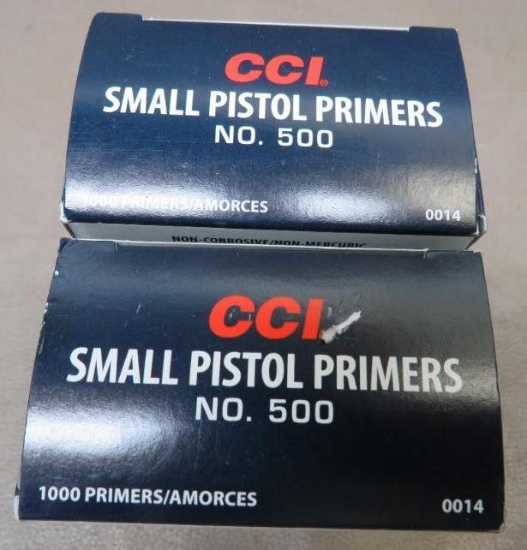 CCI®
SMALL PISTOL PRIMERS
NO. 500
1000 PRIMERS/AMORCES 0014
NON-CORROSIVE/NON-MERCURIC
CCI
SMALL PISTOL PRIMERS
NO. 500
1000 PRIMERS/AMORCES 0014